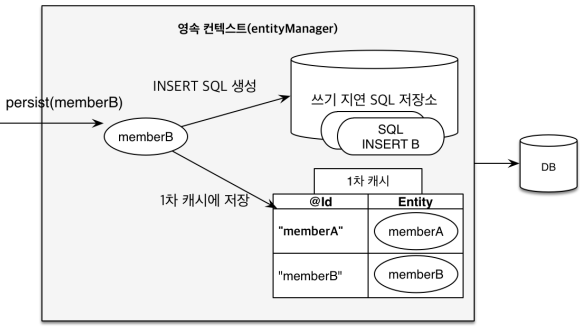 영속 컨텍스트(entityManager)
INSERT SQL 생성
persist(memberB)
memberB
쓰기 지연 SQL 저장소
SQL
INSERT B
DB
1차 캐시에 저장
1차 캐시
@Id Entity
"memberA" memberA
"memberB" memberB